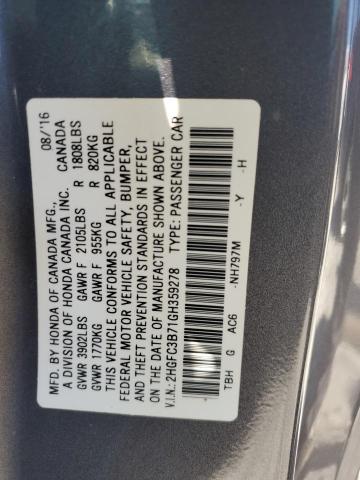 MFD. BY HONDA OF CANADA MFG., 08/'16
A DIVISION OF HONDA CANADA INC. CANADA
GVWR 3902LBS GAWR F 2105LBS R 1808LBS
GVWR 1770KG GAWR F 955KG R 820KG
THIS VEHICLE CONFORMS TO ALL APPLICABLE
FEDERAL MOTOR VEHICLE SAFETY, BUMPER,
AND THEFT PREVENTION STANDARDS IN EFFECT
ON THE DATE OF MANUFACTURE SHOWN ABOVE.
V.I.N.: 2HGFC3B71GH359278 TYPE: PASSENGER CAR
TBH G AC6 -NH797M -Y -H